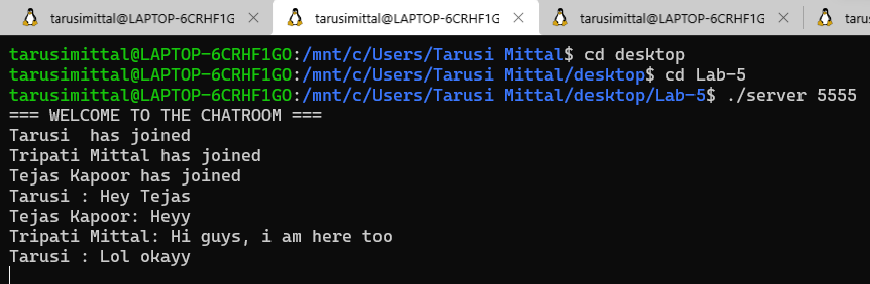 tarusimittal@LAPTOP-6CRHF1G × tarusimittal@LAPTOP-6CRHF1G × tarusimittal@LAPTOP-6CRHF1G × tarus
tarusimittal@LAPTOP-6CRHF1GO:/mnt/c/Users/Tarusi Mittal$ cd desktop
tarusimittal@LAPTOP-6CRHF1GO:/mnt/c/Users/Tarusi Mittal/desktop$ cd Lab-5
tarusimittal@LAPTOP-6CRHF1GO:/mnt/c/Users/Tarusi Mittal/desktop/Lab-5$ ./server 5555
=== WELCOME TO THE CHATROOM ===
Tarusi  has joined
Tripati Mittal has joined
Tejas Kapoor has joined
Tarusi : Hey Tejas
Tejas Kapoor: Heyy
Tripati Mittal: Hi guys, i am here too
Tarusi : Lol okayy